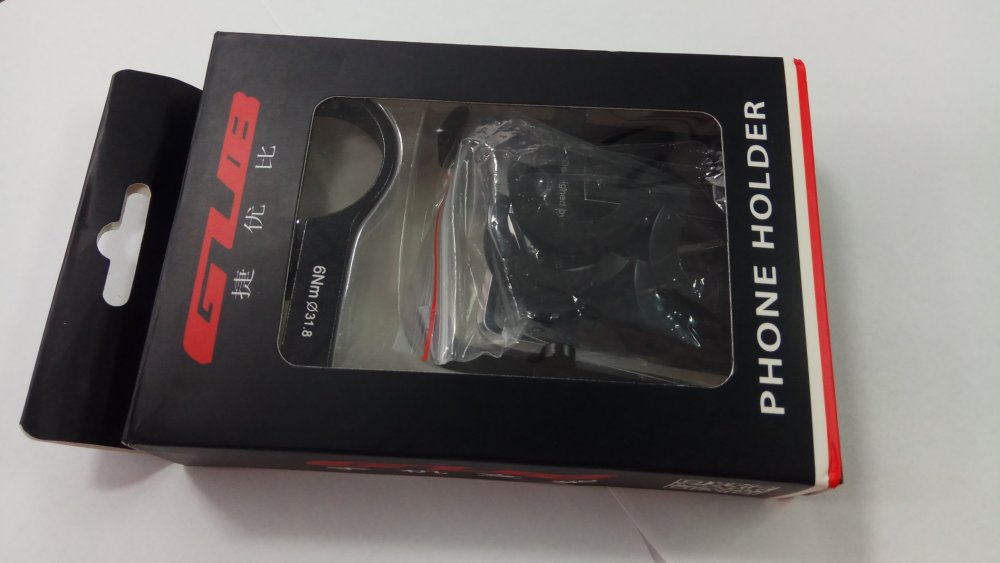 GUB
捷 优 比
6Nm Ø31.8
PHONE HOLDER